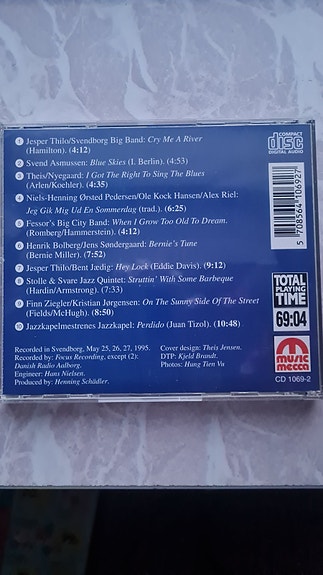 COMPACT
disc
DIGITAL AUDIO
1 Jesper Thilo/Svendborg Big Band: Cry Me A River
(Hamilton). (4:12)
2 Svend Asmussen: Blue Skies (I. Berlin). (4:53)
3 Theis/Nyegaard: I Got The Right To Sing The Blues
(Arlen/Koehler). (4:35)
4 Niels-Henning Ørsted Pedersen/Ole Kock Hansen/Alex Riel:
Jeg Gik Mig Ud En Sommerdag (trad.). (6:25)
5 Fessor's Big City Band: When I Grow Too Old To Dream.
(Romberg/Hammerstein). (4:12)
6 Henrik Bolberg/Jens Søndergaard: Bernie's Tune
(Bernie Miller). (7:52)
7 Jesper Thilo/Bent Jædig: Hey Lock (Eddie Davis). (9:12)
8 Stolle & Svare Jazz Quintet: Struttin' With Some Barbeque
(Hardin/Armstrong). (7:33)
9 Finn Ziegler/Kristian Jørgensen: On The Sunny Side Of The Street
(Fields/McHugh). (8:50)
10 Jazzkapelmestrenes Jazzkapel: Perdido (Juan Tizol). (10:48)
Recorded in Svendborg, May 25, 26, 27, 1995.
Recorded by: Focus Recording, except (2):
Danish Radio Aalborg.
Engineer: Hans Nielsen.
Produced by: Henning Schädler.
Cover design: Theis Jensen.
DTP: Kjeld Brandt.
Photos: Hung Tien Vu
5 708564 106927
TOTAL
PLAYING
TIME
69:04
music
mecca
CD 1069-2